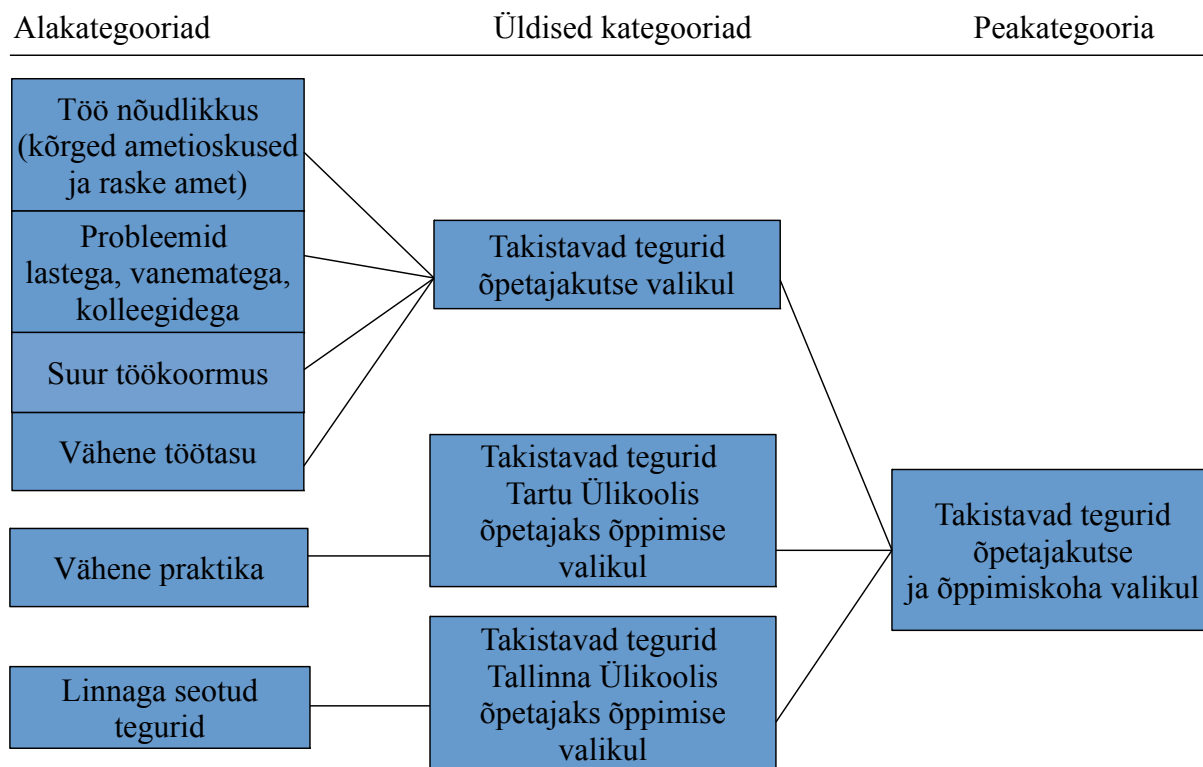 Alakategooriad
Üldised kategooriad
Peakategooria
Töö nõudlikkus
(kõrged ametioskused
ja raske amet)
Probleemid
lastega, vanematega,
kolleegidega
Suur töökoormus
Vähene töötasu
Vähene praktika
Linnaga seotud
tegurid
Takistavad tegurid
õpetajakutse valikul
Takistavad tegurid
Tartu Ülikoolis
õpetajaks õppimise
valikul
Takistavad tegurid
Tallinna Ülikoolis
õpetajaks õppimise
valikul
Takistavad tegurid
õpetajakutse
ja õppimiskoha valikul